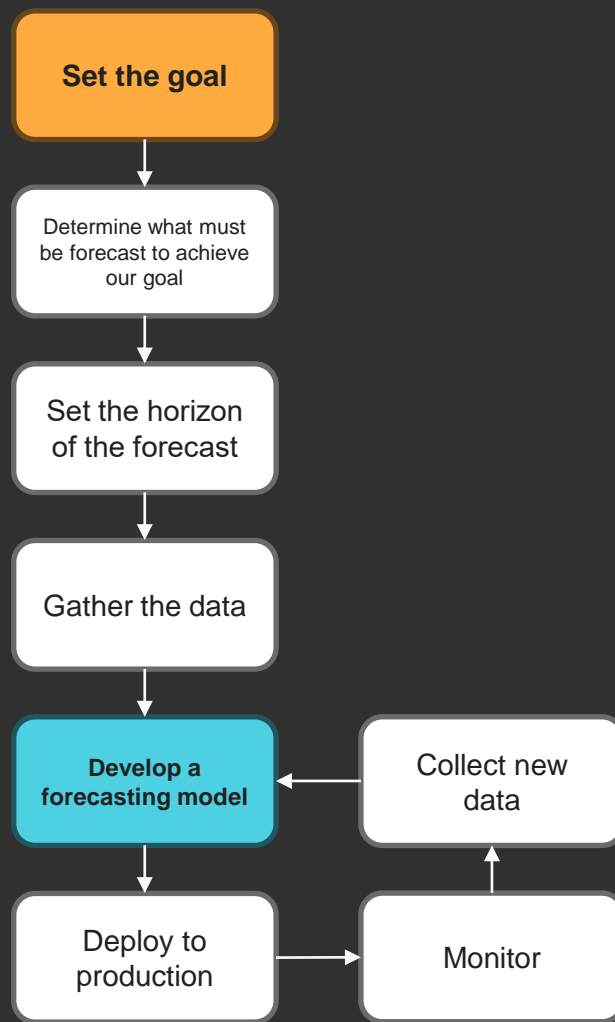 Set the goal
Determine what must
be forecast to achieve
our goal
Set the horizon
of the forecast
Gather the data
Develop a
forecasting model
Collect new
data
Deploy to
production
Monitor